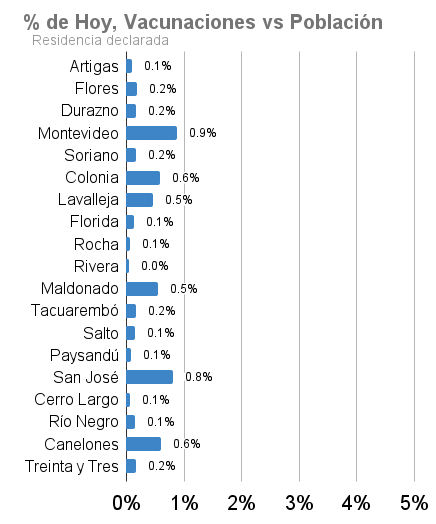 % de Hoy, Vacunaciones vs Población
Residencia declarada
Artigas 0.1%
Flores 0.2%
Durazno 0.2%
Montevideo 0.9%
Soriano 0.2%
Colonia 0.6%
Lavalleja 0.5%
Florida 0.1%
Rocha 0.1%
Rivera 0.0%
Maldonado 0.5%
Tacuarembó 0.2%
Salto 0.1%
Paysandú 0.1%
San José 0.8%
Cerro Largo 0.1%
Río Negro 0.1%
Canelones 0.6%
Treinta y Tres 0.2%
0% 1% 2% 3% 4% 5%